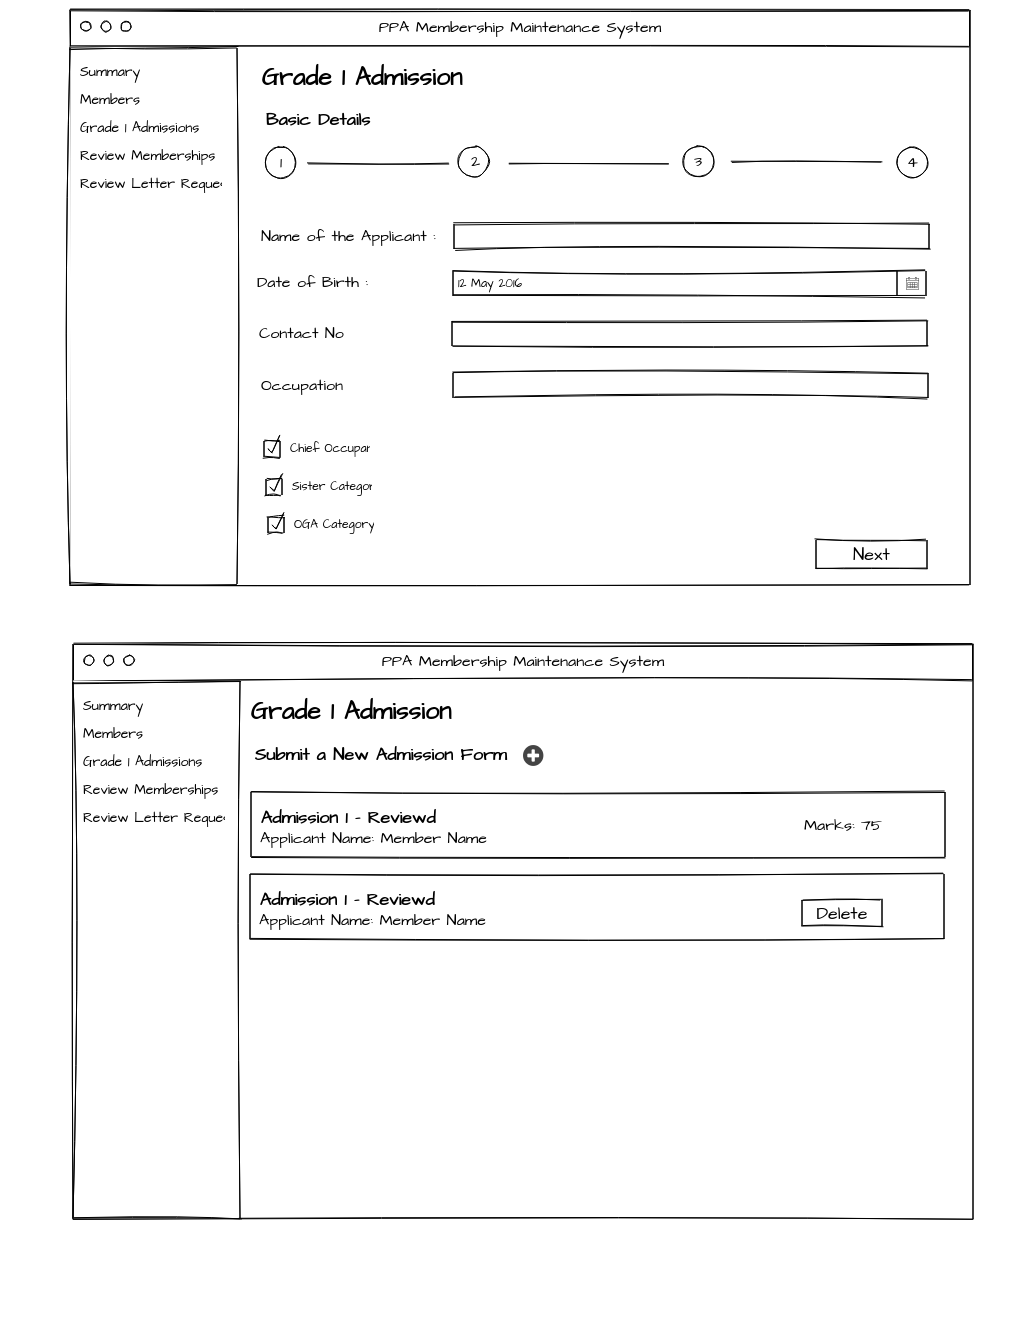 PPA Membership Maintenance System
Summary
Members
Grade 1 Admissions
Review Memberships
Review Letter Reque
Grade 1 Admission
Basic Details
1 2 3 4
Name of the Applicant :
Date of Birth : 12 May 2016
Contact No
Occupation
Chief Occupar
Sister Categor
OGA Category
Next
PPA Membership Maintenance System
Summary
Members
Grade 1 Admissions
Review Memberships
Review Letter Reque
Grade 1 Admission
Submit a New Admission Form
Admission 1 - Reviewd
Applicant Name: Member Name
Marks: 75
Admission 1 - Reviewd
Applicant Name: Member Name
Delete